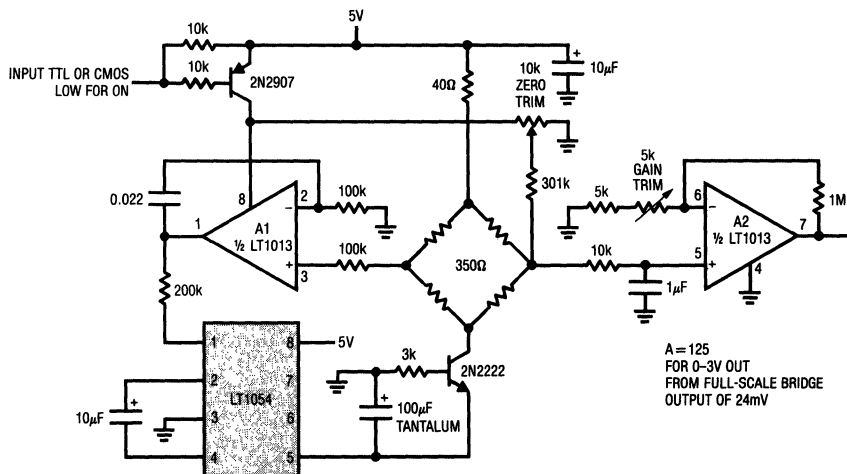 5V
10k
INPUT TTL OR CMOS
LOW FOR ON
10k
2N2907
40Ω
10k
ZERO
TRIM
+
10μF
0.022
8
2
100k
1
A1
½ LT1013
−
+
3
100k
200k
350Ω
301k
5k
GAIN
TRIM
5k
6
−
A2
½ LT1013
7
1M
10k
5
+
4
1μF
1
8
5V
2
7
LT1054
3
6
4
5
+
10μF
3k
2N2222
+
100μF
TANTALUM
A=125
FOR 0–3V OUT
FROM FULL-SCALE BRIDGE
OUTPUT OF 24mV